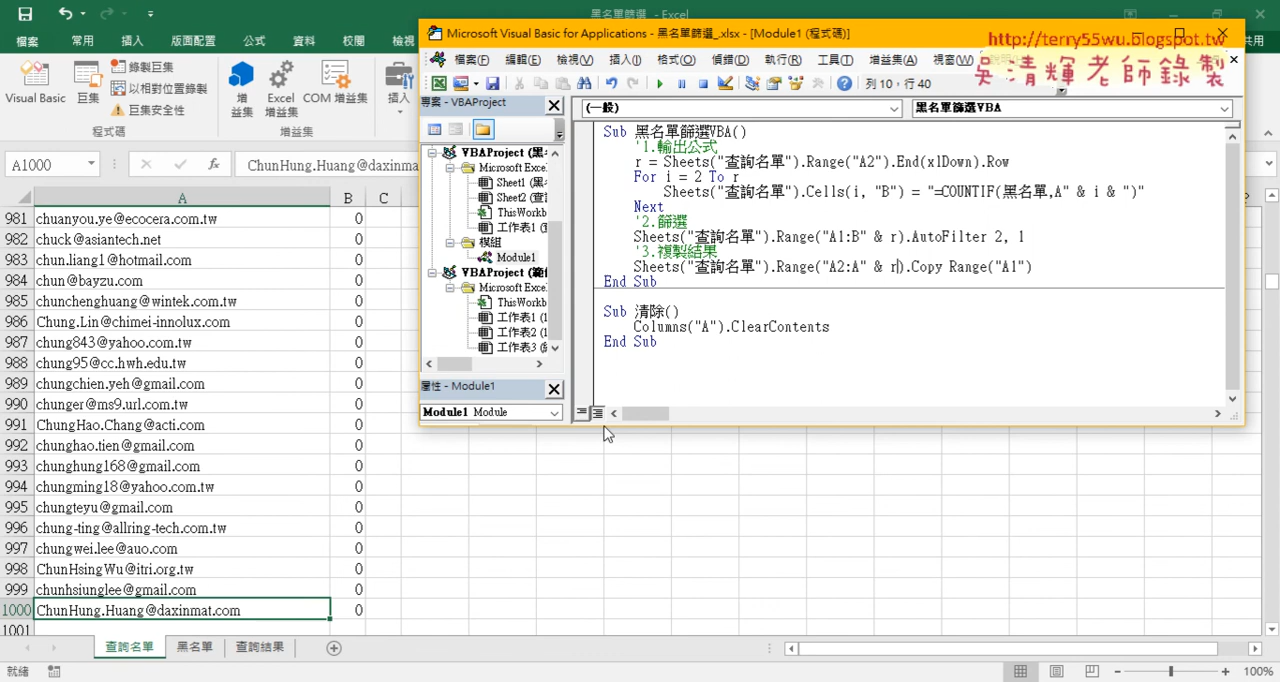 黑名單篩選 - Excel
檔案 常用 插入 版面配置 公式 資料 校閱 檢視 共用
Visual Basic 巨集 錄製巨集 以相對位置錄製 巨集安全性 增益集 Excel 增益集 COM 增益集 插入
程式碼 增益集
A1000 ChunHung.Huang@daxinmat
Microsoft Visual Basic for Applications - 黑名單篩選_.xlsx - [Module1 (程式碼)]
http://terry55wu.blogspot.tw
吳清輝老師錄製
檔案(F) 編輯(E) 檢視(V) 插入(I) 格式(O) 偵錯(D) 執行(R) 工具(T) 增益集(A) 視窗(W)
列 10，行 40
專案 - VBAProject
VBAProject (黑
Microsoft Exce
Sheet1 (黑
Sheet2 (查
ThisWorkb
工作表1 (
模組
Module1
VBAProject (範
Microsoft Exce
ThisWorkb
工作表1 (1
工作表2 (
工作表3 (
屬性 - Module1
Module1 Module
(一般) 黑名單篩選VBA
Sub 黑名單篩選VBA()
'1.輸出公式
r = Sheets("查詢名單").Range("A2").End(xlDown).Row
For i = 2 To r
Sheets("查詢名單").Cells(i, "B") = "=COUNTIF(黑名單,A" & i & ")"
Next
'2.篩選
Sheets("查詢名單").Range("A1:B" & r).AutoFilter 2, 1
'3.複製結果
Sheets("查詢名單").Range("A2:A" & r).Copy Range("A1")
End Sub
Sub 清除()
Columns("A").ClearContents
End Sub
A B C
981 chuanyou.ye@ecocera.com.tw 0
982 chuck@asiantech.net 0
983 chun.liang1@hotmail.com 0
984 chun@bayzu.com 0
985 chunchenghuang@wintek.com.tw 0
986 Chung.Lin@chimei-innolux.com 0
987 chung843@yahoo.com.tw 0
988 chung95@cc.hwh.edu.tw 0
989 chungchien.yeh@gmail.com 0
990 chunger@ms9.url.com.tw 0
991 ChungHao.Chang@acti.com 0
992 chunghao.tien@gmail.com 0
993 chunghung168@gmail.com 0
994 chungming18@yahoo.com.tw 0
995 chungteyu@gmail.com 0
996 chung-ting@allring-tech.com.tw 0
997 chungwei.lee@auo.com 0
998 ChunHsingWu@itri.org.tw 0
999 chunhsiunglee@gmail.com 0
1000 ChunHung.Huang@daxinmat.com 0
1001
查詢名單 黑名單 查詢結果
就緒 100%